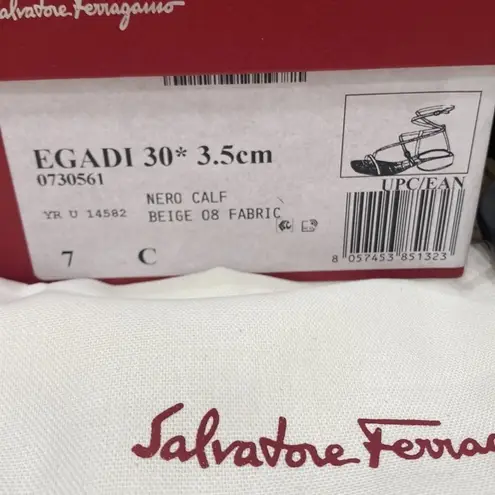 Salvatore Ferragamo
EGADI 30* 3.5cm
0730561
UPC/EAN
NERO CALF
YR U 14582 BEIGE 08 FABRIC
7 C
8 057453 851323
Salvatore Ferrag